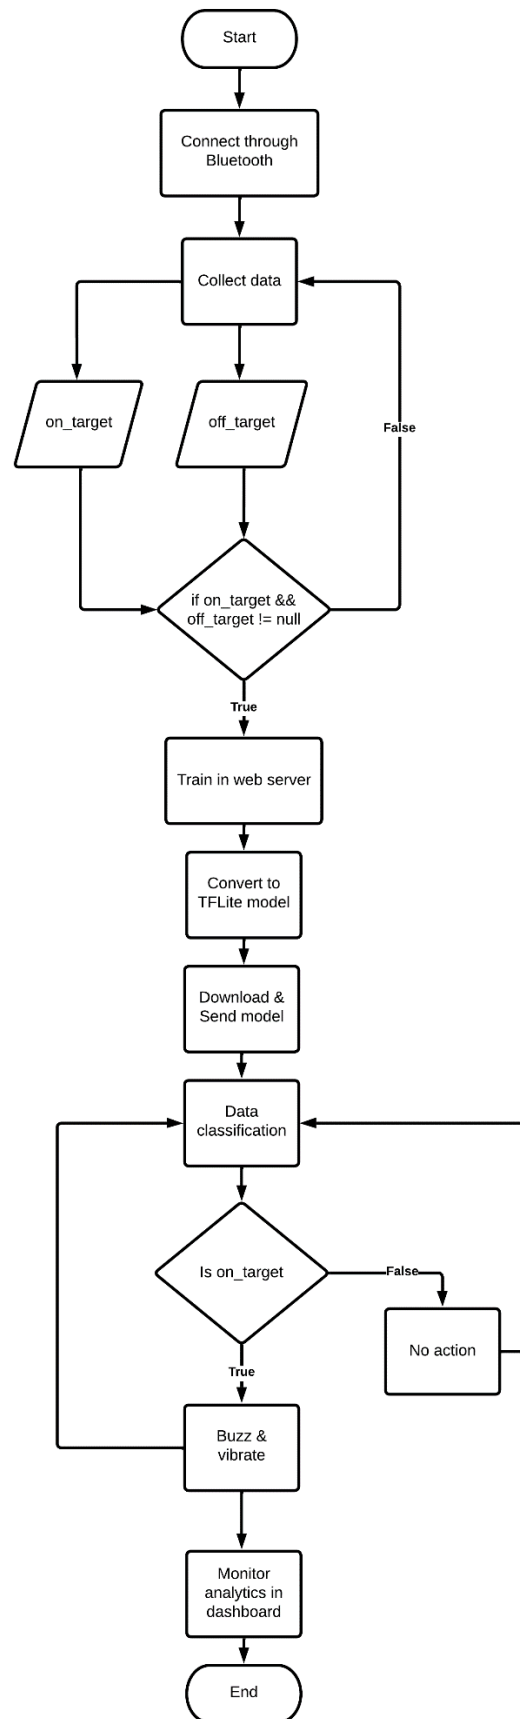 Start
Connect through
Bluetooth
Collect data
on_target
off_target
False
if on_target &&
off_target != null
True
Train in web server
Convert to
TFLite model
Download &
Send model
Data
classification
Is on_target
False
No action
True
Buzz &
vibrate
Monitor
analytics in
dashboard
End